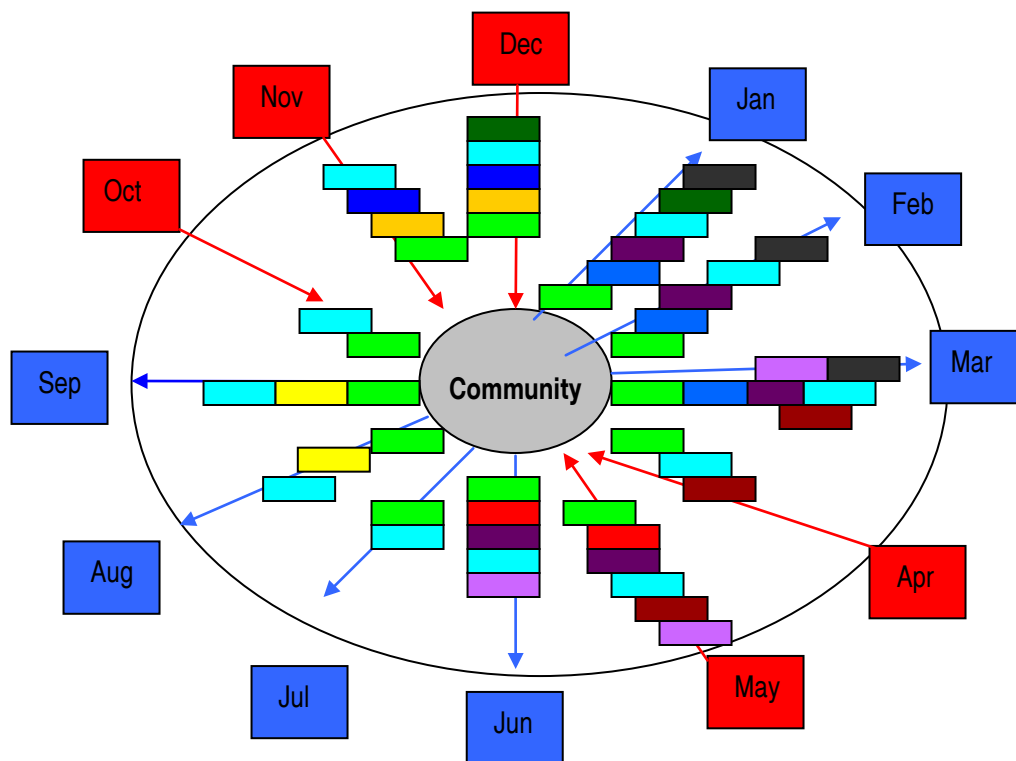 Dec
Nov
Jan
Oct
Feb
Sep
Community
Mar
Aug
Apr
Jul
Jun
May